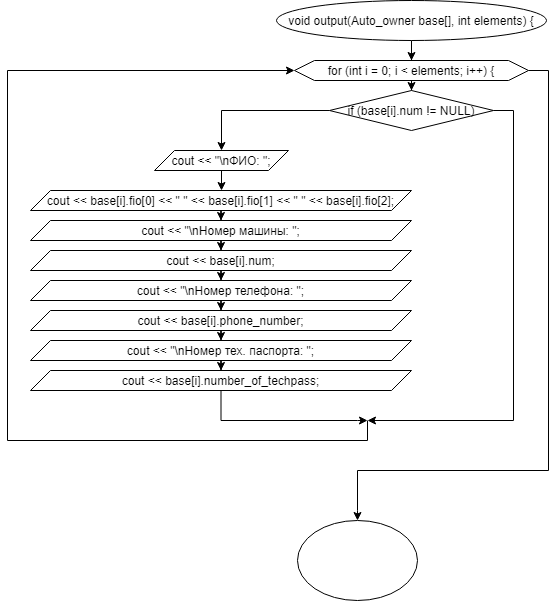 void output(Auto_owner base[], int elements) {
for (int i = 0; i < elements; i++) {
if (base[i].num != NULL)
cout << "\nФИО: ";
cout << base[i].fio[0] << " " << base[i].fio[1] << " " << base[i].fio[2];
cout << "\nНомер машины: ";
cout << base[i].num;
cout << "\nНомер телефона: ";
cout << base[i].phone_number;
cout << "\nНомер тех. паспорта: ";
cout << base[i].number_of_techpass;